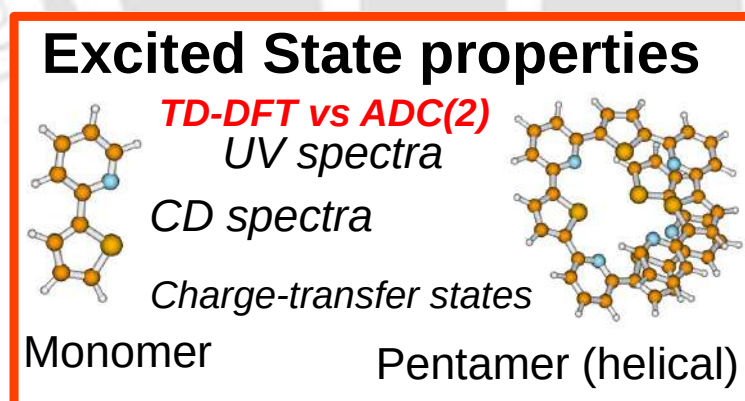 Excited State properties
TD-DFT vs ADC(2)
UV spectra
CD spectra
Charge-transfer states
Monomer
Pentamer (helical)